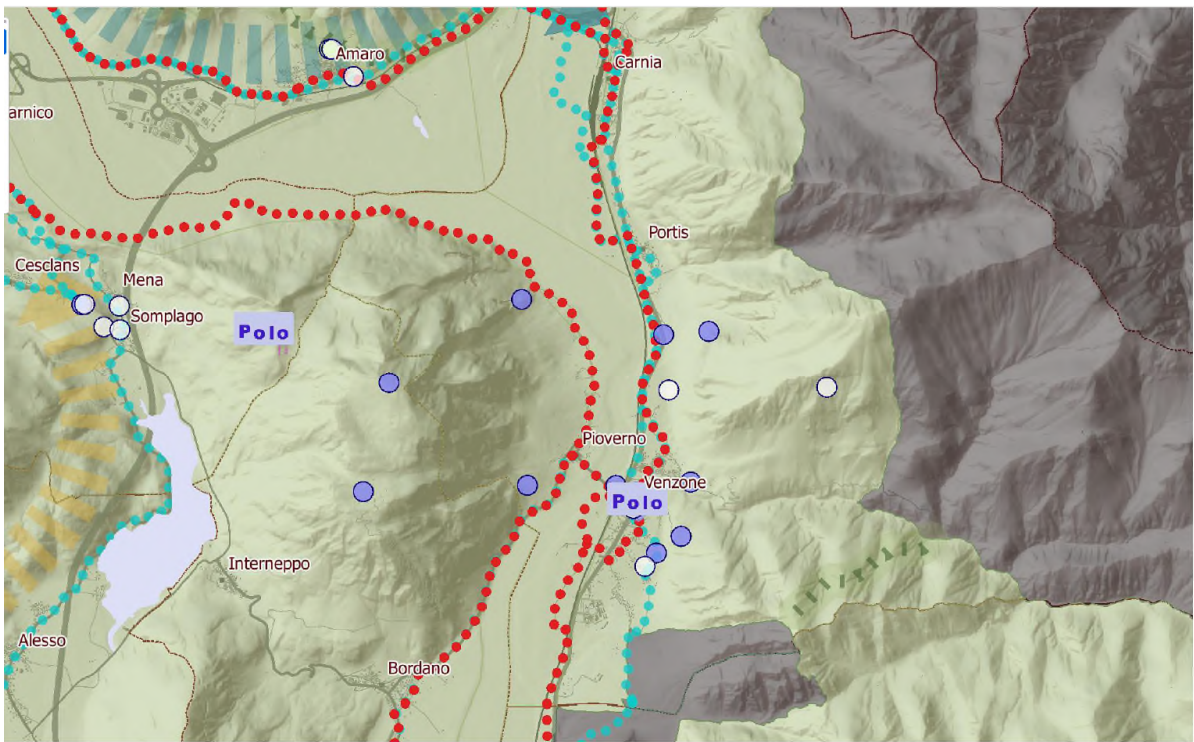 Amaro
Carnia
arnico
Portis
Cesclans
Mena
Somplago
Polo
Pioverno
Venzone
Polo
Interneppo
Alesso
Bordano